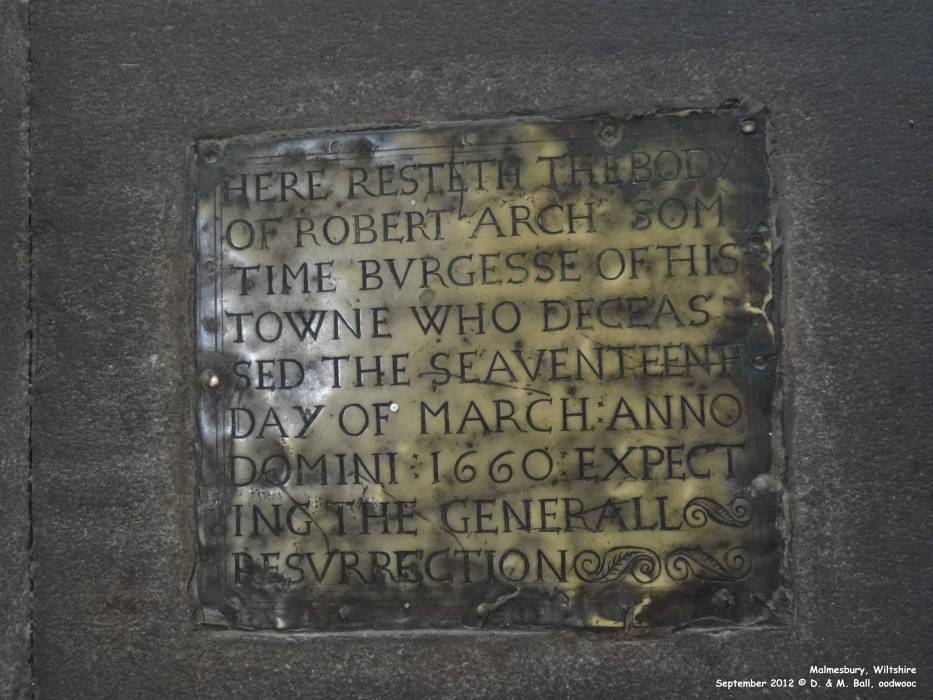 HERE RESTETH THE BODY
OF ROBERT ARCH SOM
TIME BVRGESSE OF THIS
TOWNE WHO DECEAS
SED THE SEAVENTEENT
DAY OF MARCH : ANNO
DOMINI : 1660 : EXPECT
ING THE GENERALL
RESVRRECTION
Malmesbury, Wiltshire
September 2012 © D. & M. Ball, oodwooc